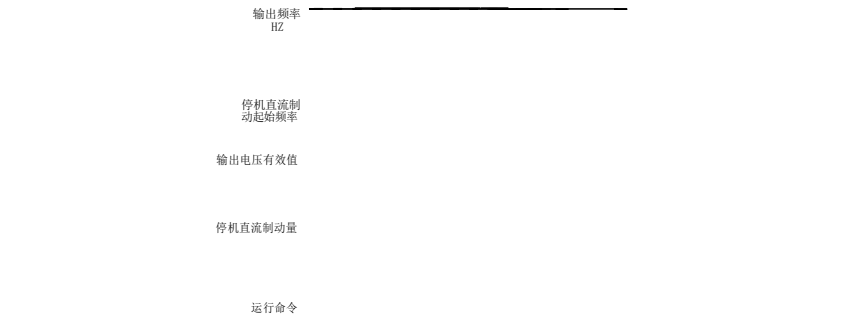 输出频率
HZ
停机直流制
动起始频率
输出电压有效值
停机直流制动量
运行命令